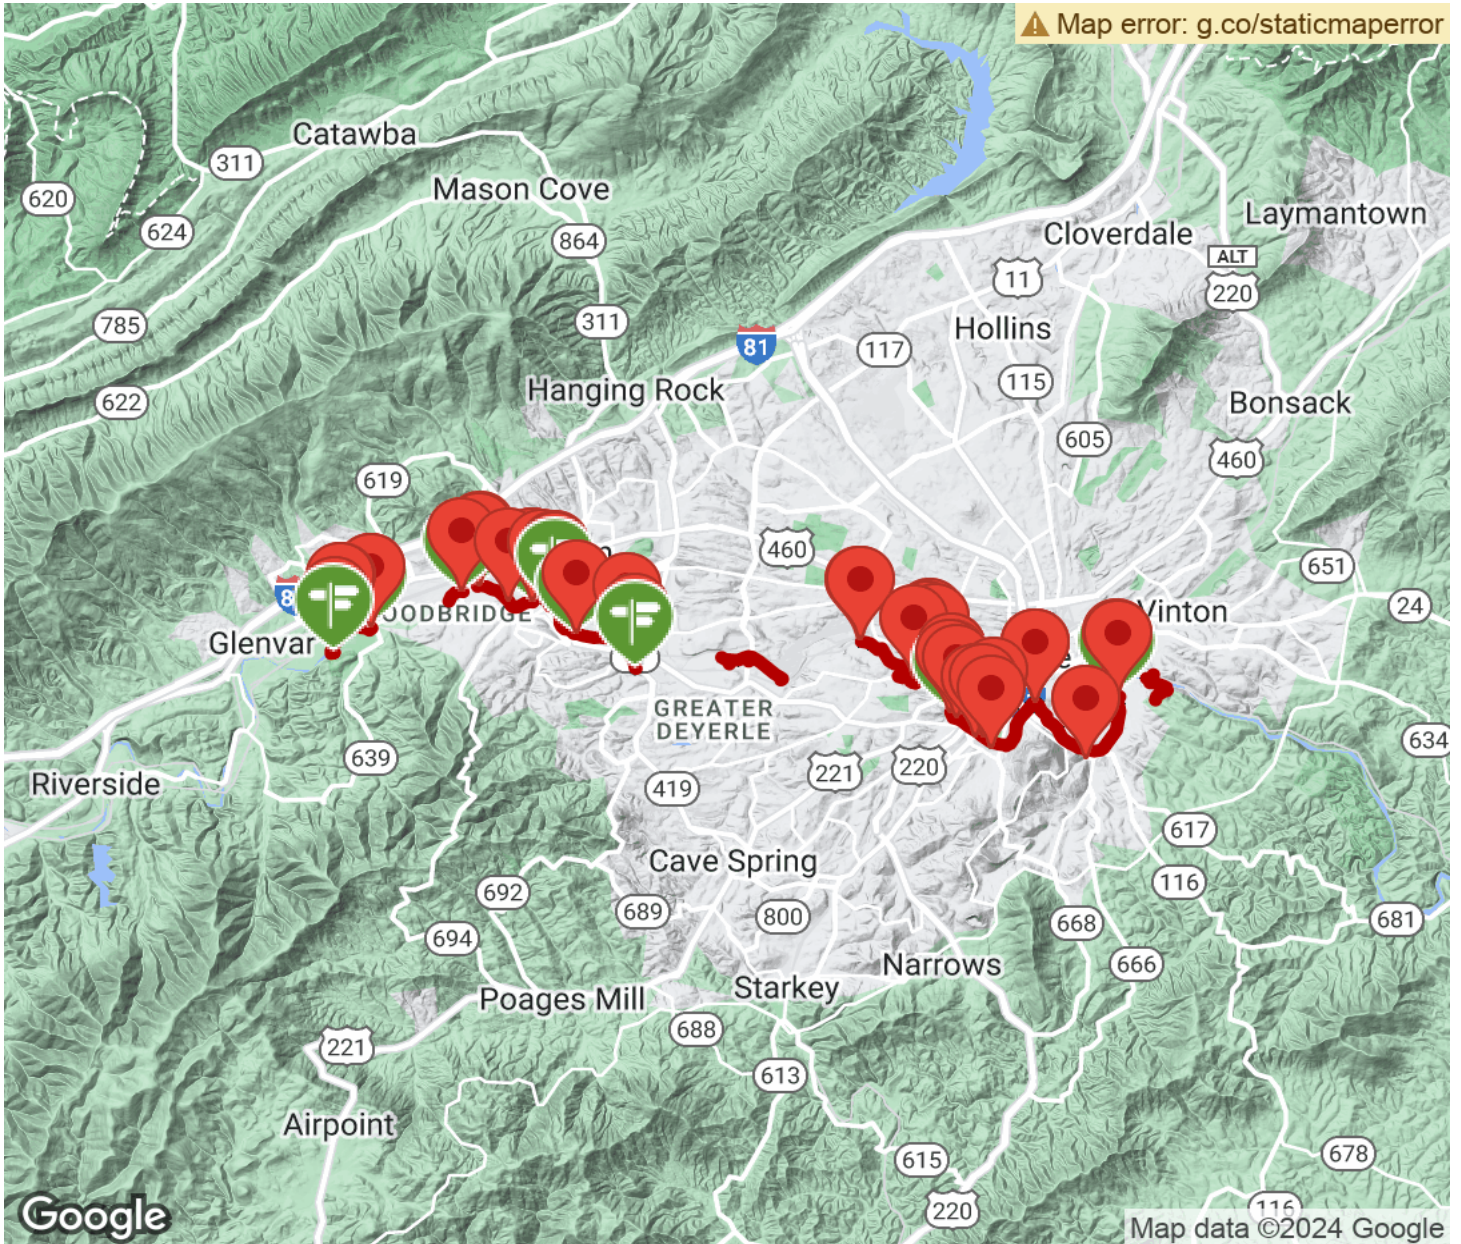 Map error: g.co/staticmaperror
Catawba
311
Mason Cove
620
624
864
Laymantown
Cloverdale
ALT
220
11
785
311
81
117
Hollins
115
622
Hanging Rock
Bonsack
605
460
619
460
651
24
Vinton
Glenvar
GREATER
DEYERLE
634
639
221
220
Riverside
419
617
Cave Spring
116
692
689
800
668
681
694
666
Narrows
Poages Mill
Starkey
688
221
613
Airpoint
615
678
220
116
Google
Map data ©2024 Google